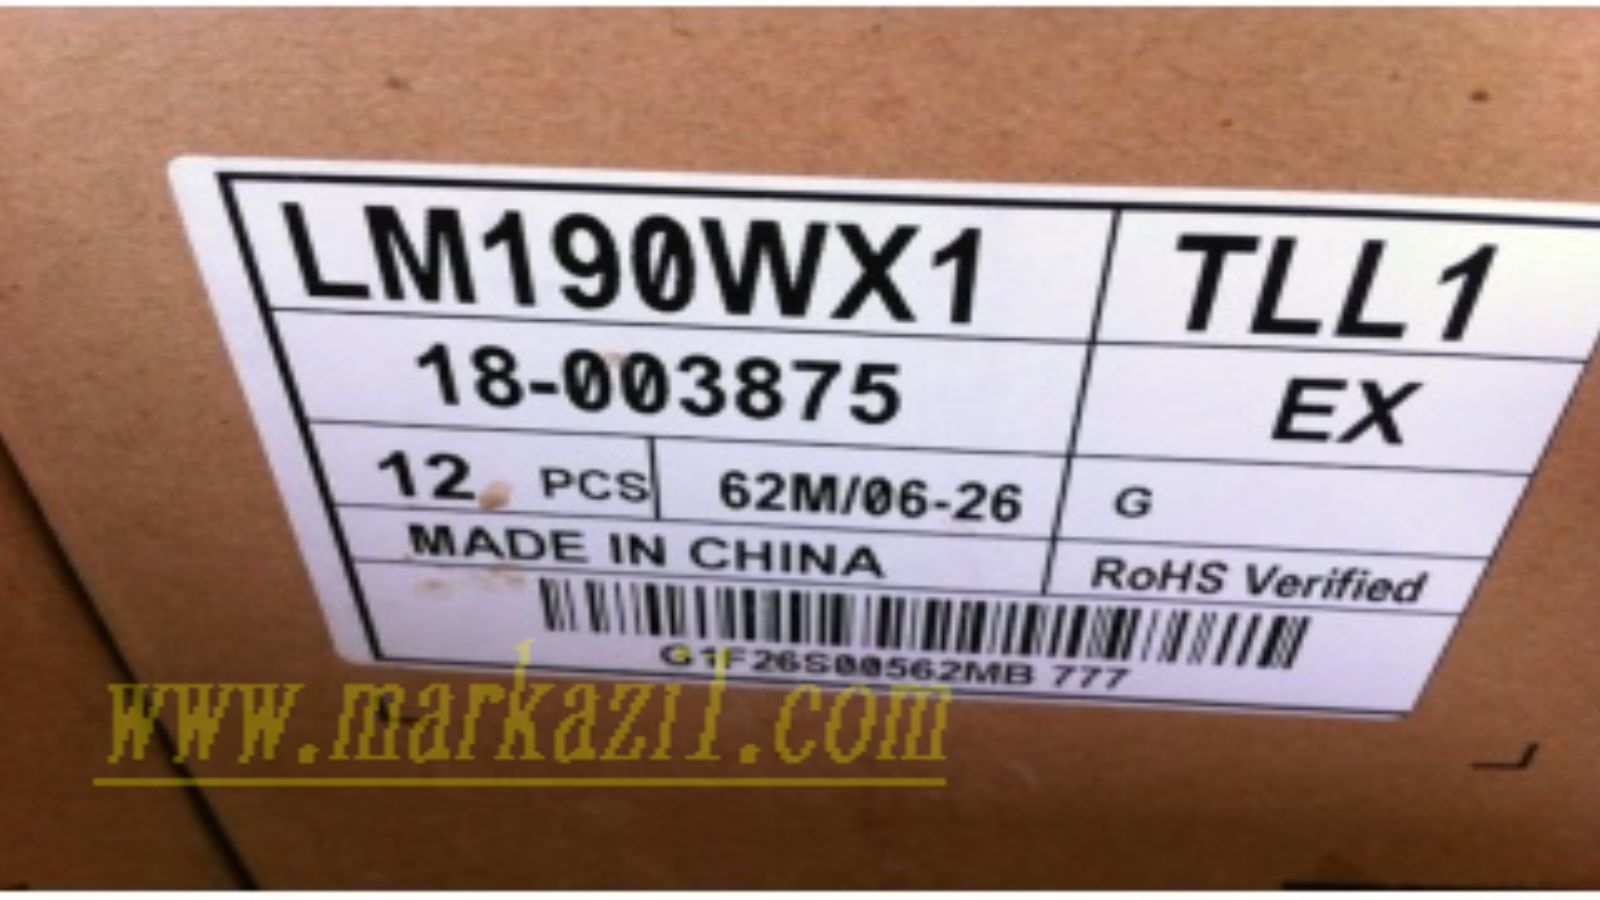 LM190WX1 TLL1
18-003875 EX
12 PCS 62M/06-26 G
MADE IN CHINA RoHS Verified
G1F26S00562MB 777
www.markazi1.com